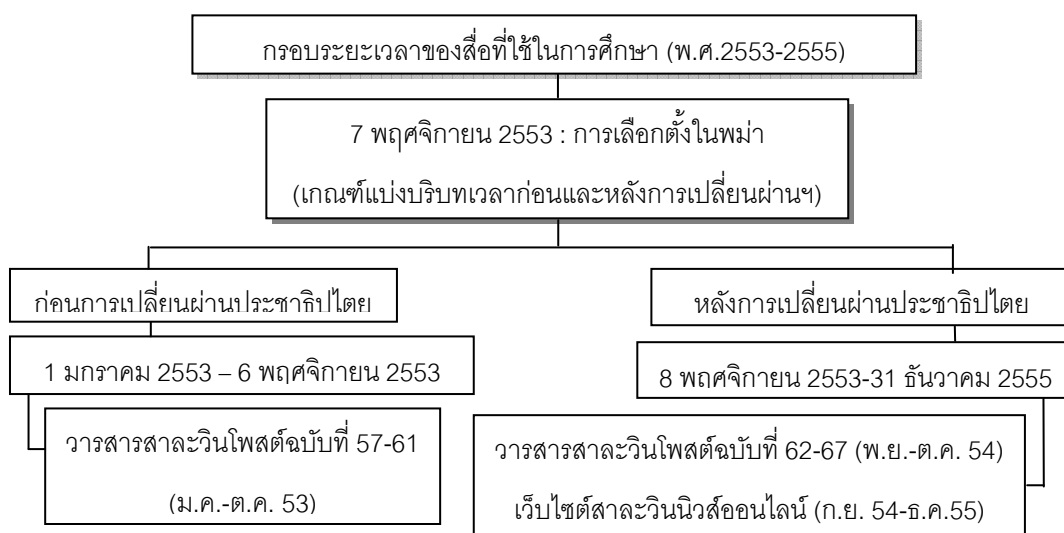 กรอบระยะเวลาของสื่อที่ใช้ในการศึกษา (พ.ศ.2553-2555)
7 พฤศจิกายน 2553 : การเลือกตั้งในพม่า
(เกณฑ์แบ่งบริบทเวลาก่อนและหลังการเปลี่ยนผ่านฯ)
ก่อนการเปลี่ยนผ่านประชาธิปไตย
หลังการเปลี่ยนผ่านประชาธิปไตย
1 มกราคม 2553 – 6 พฤศจิกายน 2553
8 พฤศจิกายน 2553-31 ธันวาคม 2555
วารสารสาละวินโพสต์ฉบับที่ 57-61
(ม.ค.-ต.ค. 53)
วารสารสาละวินโพสต์ฉบับที่ 62-67 (พ.ย.-ต.ค. 54)
เว็บไซต์สาละวินนิวส์ออนไลน์ (ก.ย. 54-ธ.ค.55)